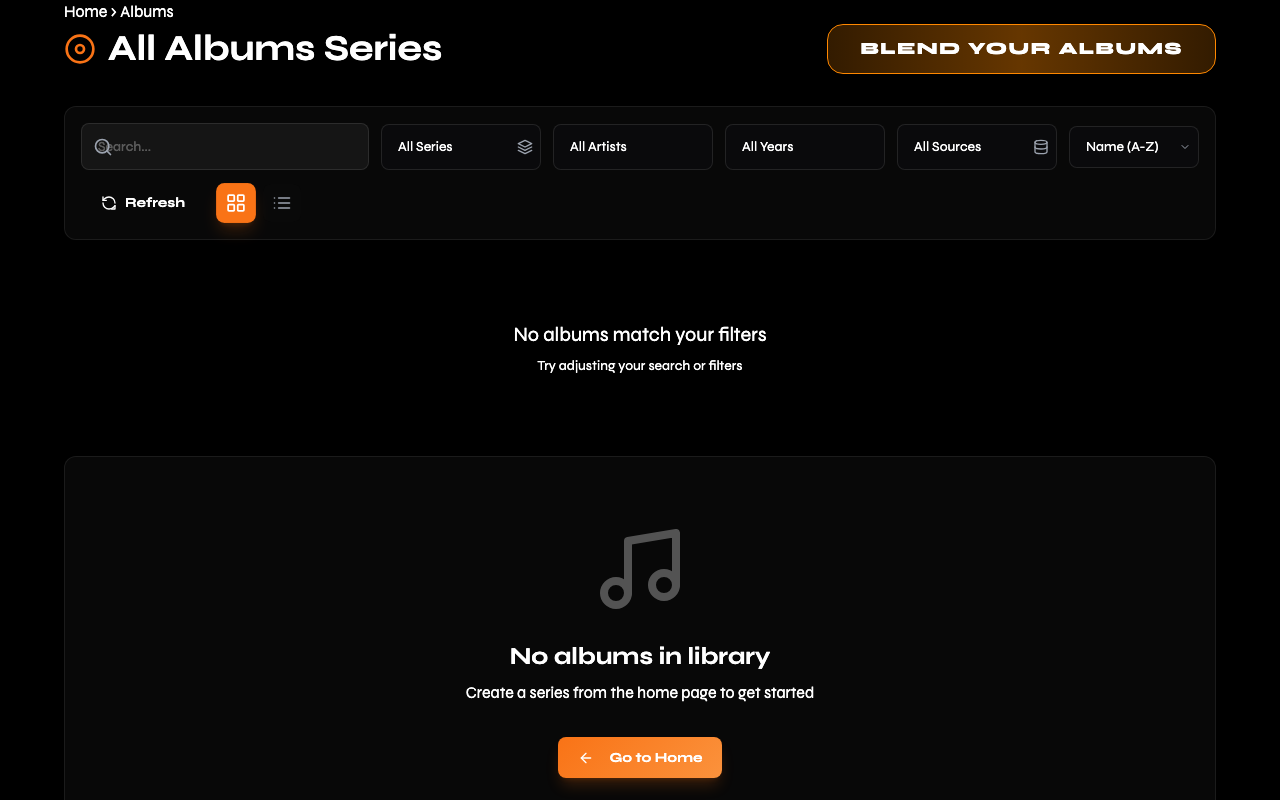 Home › Albums
All Albums Series
BLEND YOUR ALBUMS
Search...
All Series
All Artists
All Years
All Sources
Name (A-Z)
Refresh
No albums match your filters
Try adjusting your search or filters
No albums in library
Create a series from the home page to get started
Go to Home